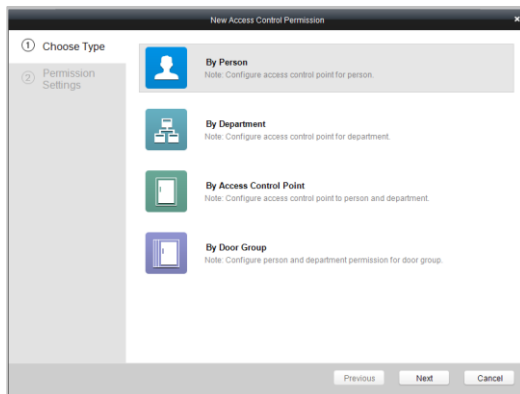 New Access Control Permission
×
1 Choose Type
2 Permission
Settings
By Person
Note: Configure access control point for person.
By Department
Note: Configure access control point for department.
By Access Control Point
Note: Configure access control point to person and department.
By Door Group
Note: Configure person and department permission for door group.
Previous Next Cancel